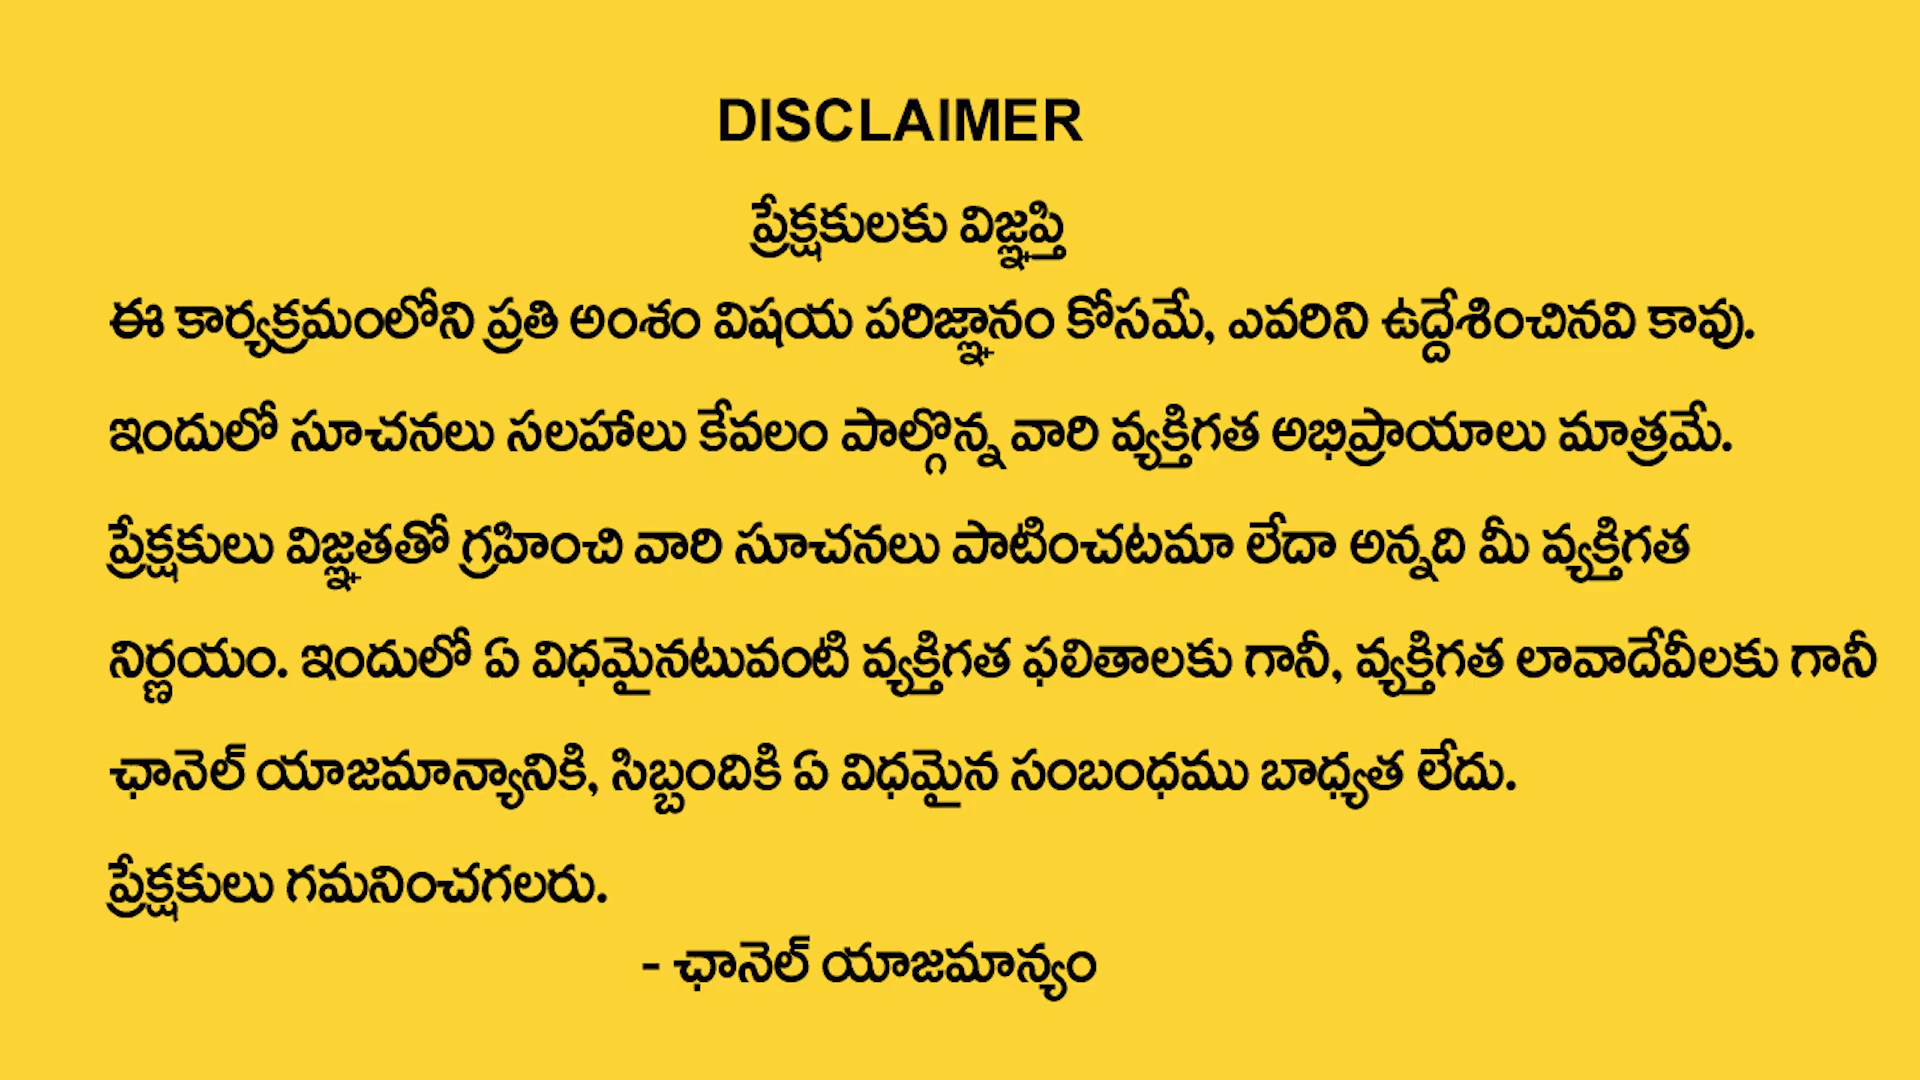 DISCLAIMER
ప్రేక్షకులకు విజ్ఞప్తి
ఈ కార్యక్రమంలోని ప్రతి అంశం విషయ పరిజ్ఞానం కోసమే, ఎవరిని ఉద్దేశించినవి కావు.
ఇందులో సూచనలు సలహాలు కేవలం పాల్గొన్న వారి వ్యక్తిగత అభిప్రాయాలు మాత్రమే.
ప్రేక్షకులు విజ్ఞతతో గ్రహించి వారి సూచనలు పాటించటమా లేదా అన్నది మీ వ్యక్తిగత
నిర్ణయం. ఇందులో ఏ విధమైనటువంటి వ్యక్తిగత ఫలితాలకు గానీ, వ్యక్తిగత లావాదేవీలకు గానీ
ఛానెల్ యాజమాన్యానికి, సిబ్బందికి ఏ విధమైన సంబంధము బాధ్యత లేదు.
ప్రేక్షకులు గమనించగలరు.
- ఛానెల్ యాజమాన్యం